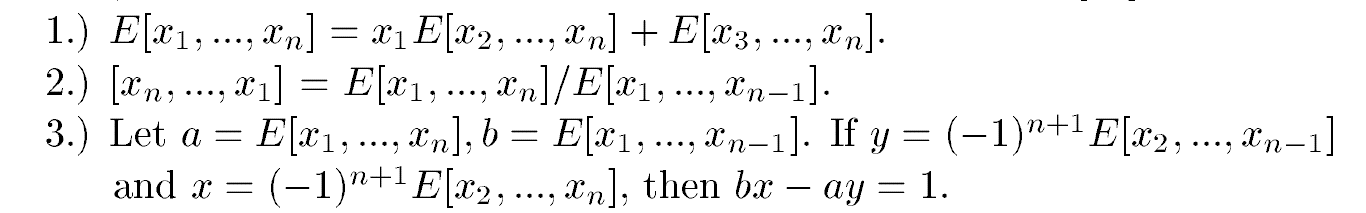 1.) $E[x_1, ..., x_n] = x_1 E[x_2, ..., x_n] + E[x_3, ..., x_n].$
2.) $[x_n, ..., x_1] = E[x_1, ..., x_n]/E[x_1, ..., x_{n-1}].$
3.) Let $a = E[x_1, ..., x_n], b = E[x_1, ..., x_{n-1}].$ If $y = (-1)^{n+1} E[x_2, ..., x_{n-1}]$
and $x = (-1)^{n+1} E[x_2, ..., x_n],$ then $bx - ay = 1.$